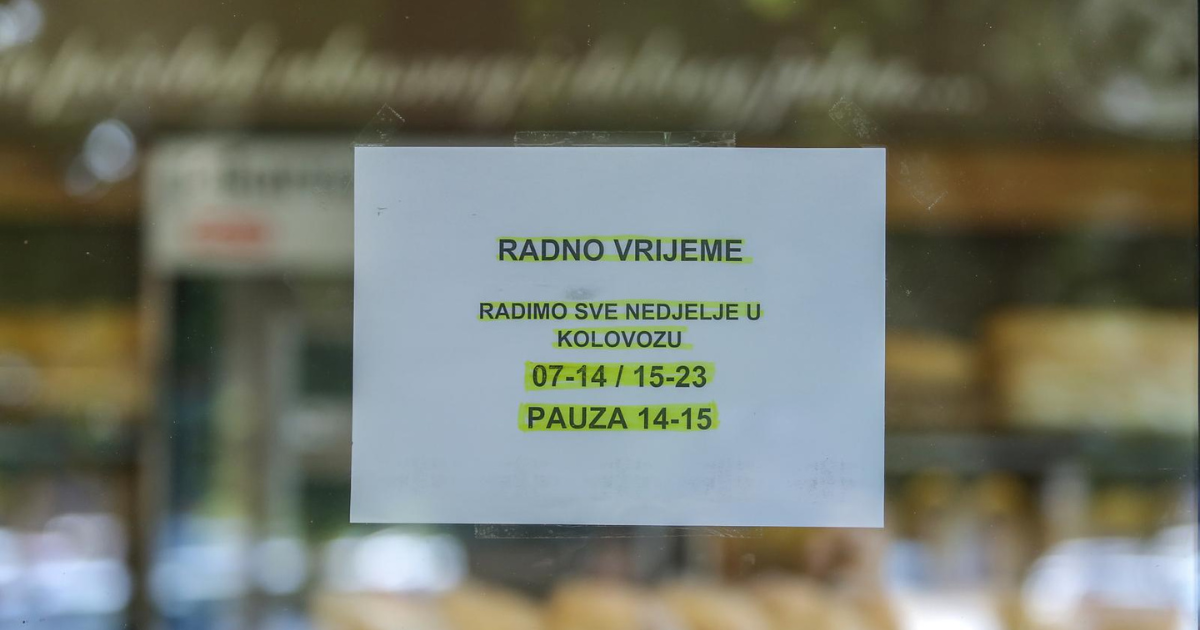 RADNO VRIJEME
RADIMO SVE NEDJELJE U
KOLOVOZU
07-14 / 15-23
PAUZA 14-15